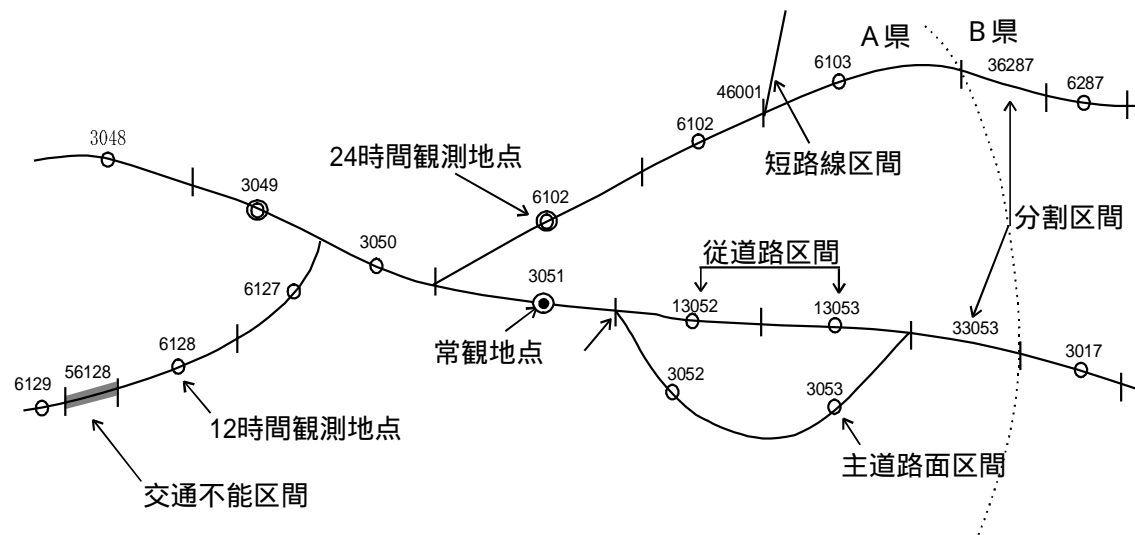 A県
B県
6103
36287
6287
46001
3048
6102
24時間観測地点
短路線区間
3049
6102
分割区間
3050
従道路区間
3051
6127
13052
13053
33053
6128
常観地点
56128
3017
6129
3052
3053
12時間観測地点
主道路面区間
交通不能区間